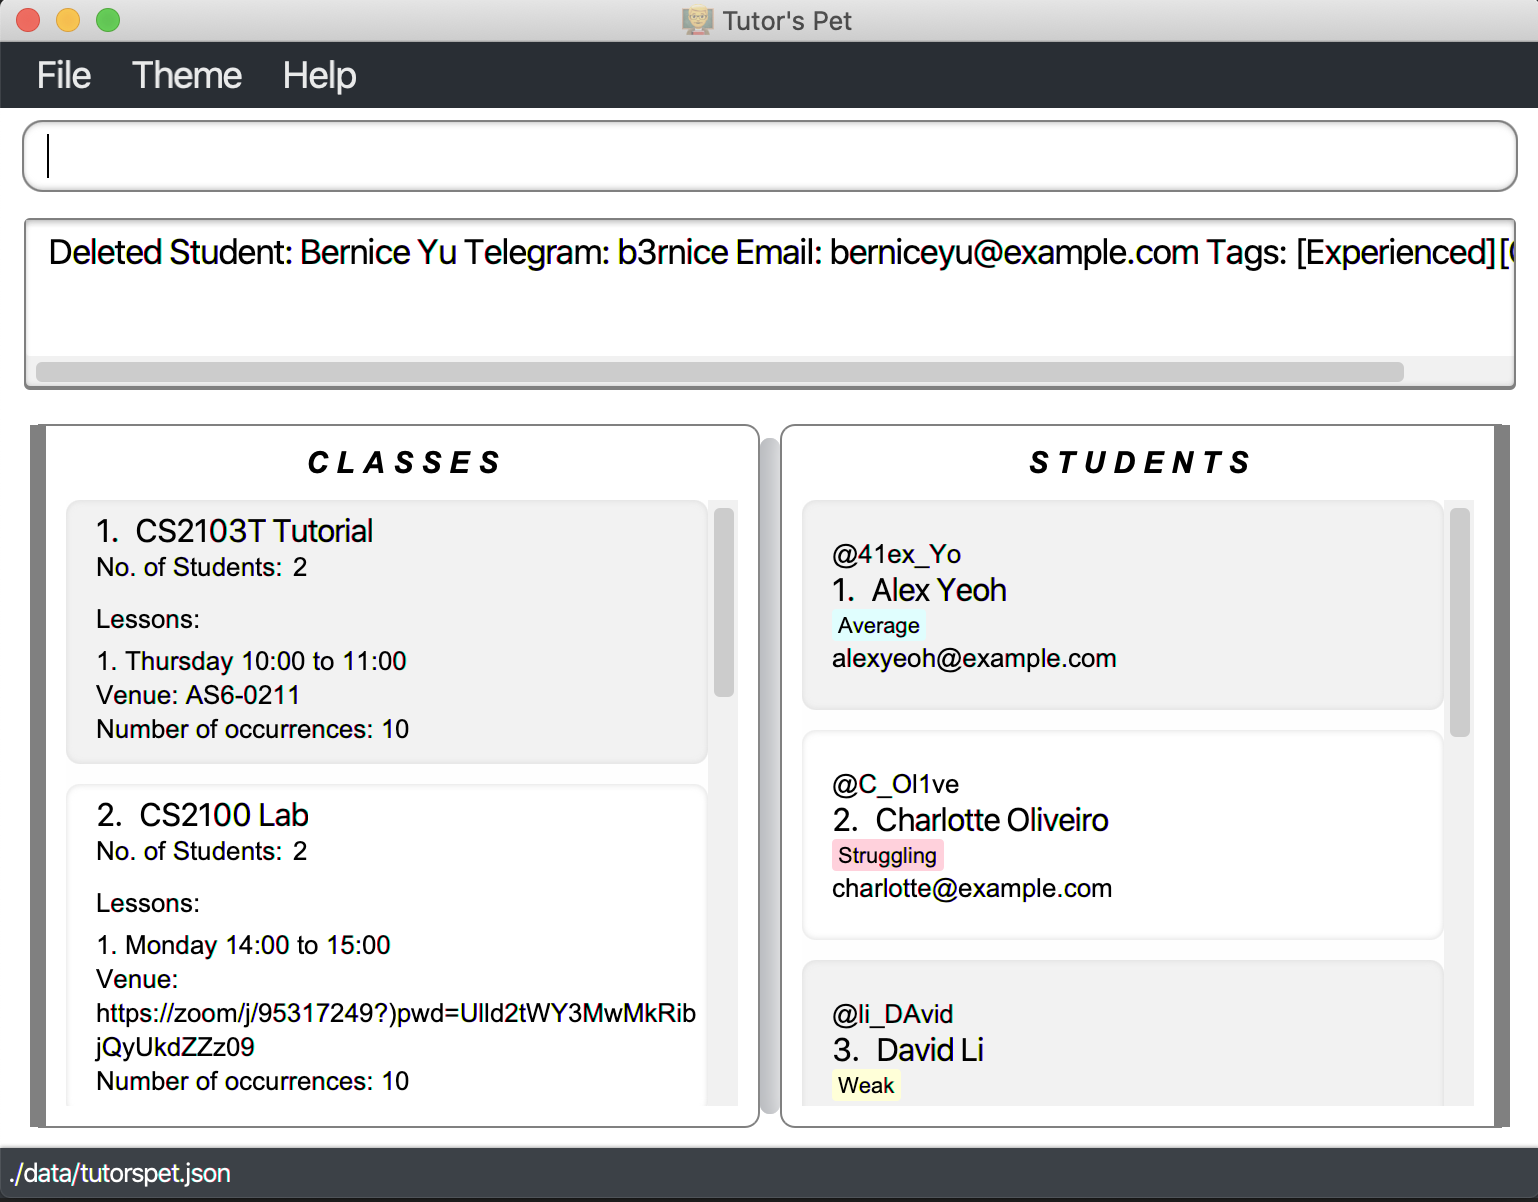 Tutor's Pet
File Theme Help
Deleted Student: Bernice Yu Telegram: b3rnice Email: berniceyu@example.com Tags: [Experienced][
CLASSES
1. CS2103T Tutorial
No. of Students: 2
Lessons:
1. Thursday 10:00 to 11:00
Venue: AS6-0211
Number of occurrences: 10
2. CS2100 Lab
No. of Students: 2
Lessons:
1. Monday 14:00 to 15:00
Venue:
https://zoom/j/95317249?)pwd=Ulld2tWY3MwMkRib
jQyUkdZZz09
Number of occurrences: 10
STUDENTS
@41ex_Yo
1. Alex Yeoh
Average
alexyeoh@example.com
@C_Ol1ve
2. Charlotte Oliveiro
Struggling
charlotte@example.com
@li_DAvid
3. David Li
Weak
./data/tutorspet.json